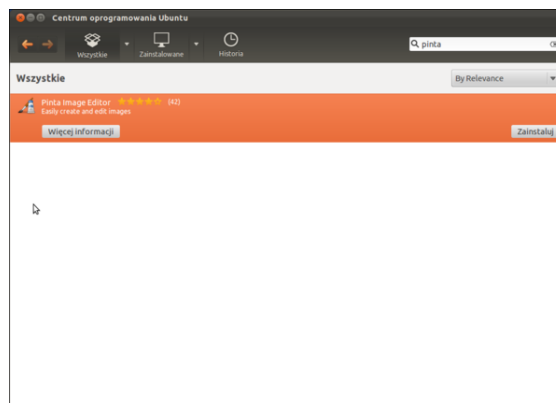 Centrum oprogramowania Ubuntu
Wszystkie
Zainstalowane
Historia
pinta
Wszystkie
By Relevance
Pinta Image Editor (42)
Easily create and edit images
Więcej informacji
Zainstaluj